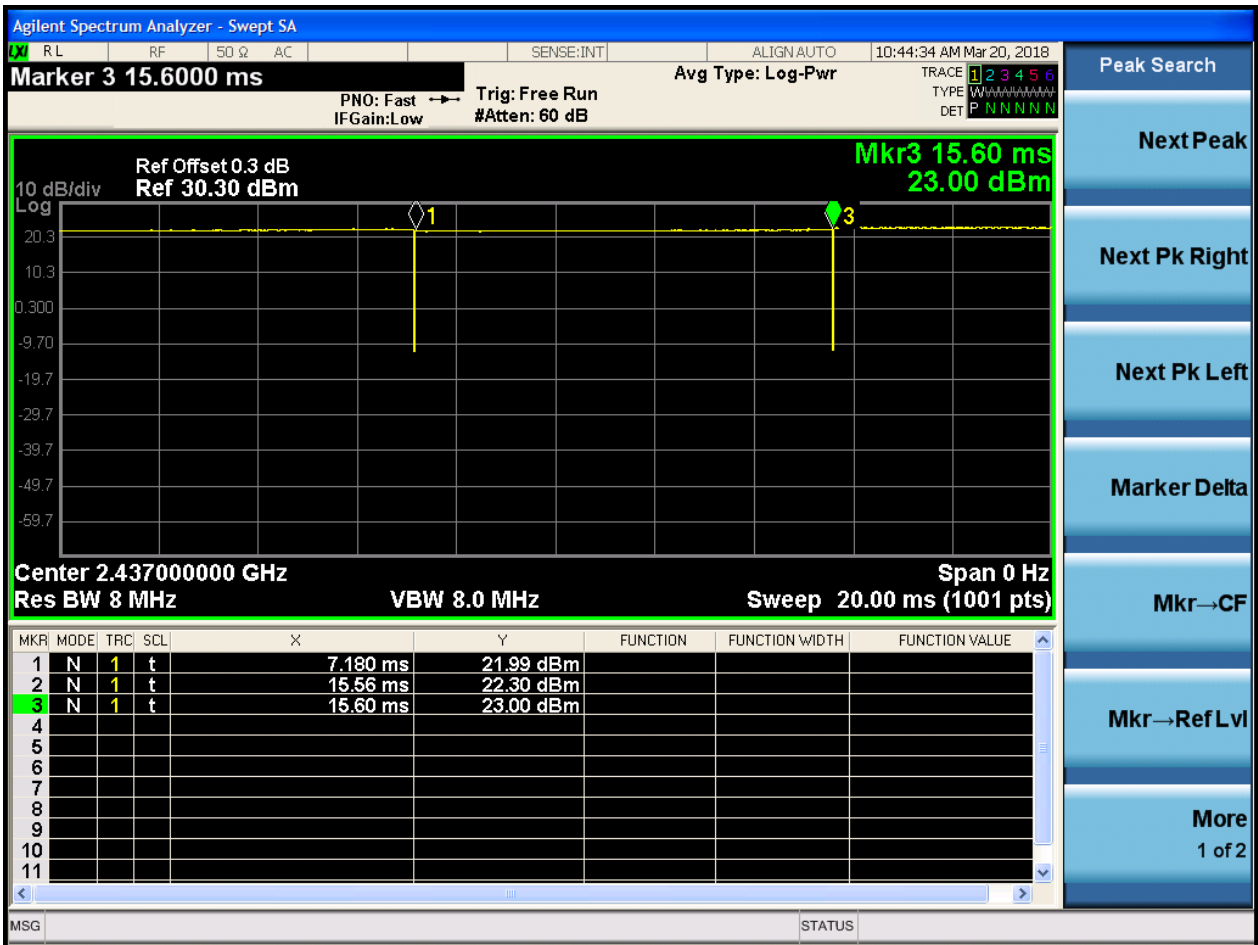 Agilent Spectrum Analyzer - Swept SA
LXI RL RF 50 Ω AC SENSE:INT ALIGN AUTO 10:44:34 AM Mar 20, 2018
Marker 3 15.6000 ms
PNO: Fast
IFGain:Low
Trig: Free Run
#Atten: 60 dB
Avg Type: Log-Pwr
TRACE 1 2 3 4 5 6
TYPE W
DET P N N N N N
Peak Search
Next Peak
Next Pk Right
Next Pk Left
Marker Delta
Mkr→CF
Mkr→Ref Lvl
More
1 of 2
Mkr3 15.60 ms
23.00 dBm
Ref Offset 0.3 dB
10 dB/div Ref 30.30 dBm
Log
1
3
20.3
10.3
0.300
-9.70
-19.7
-29.7
-39.7
-49.7
-59.7
Center 2.437000000 GHz Span 0 Hz
Res BW 8 MHz VBW 8.0 MHz Sweep 20.00 ms (1001 pts)
MKR MODE TRC SCL X Y FUNCTION FUNCTION WIDTH FUNCTION VALUE
1 N 1 t 7.180 ms 21.99 dBm
2 N 1 t 15.56 ms 22.30 dBm
3 N 1 t 15.60 ms 23.00 dBm
4
5
6
7
8
9
10
11
MSG STATUS